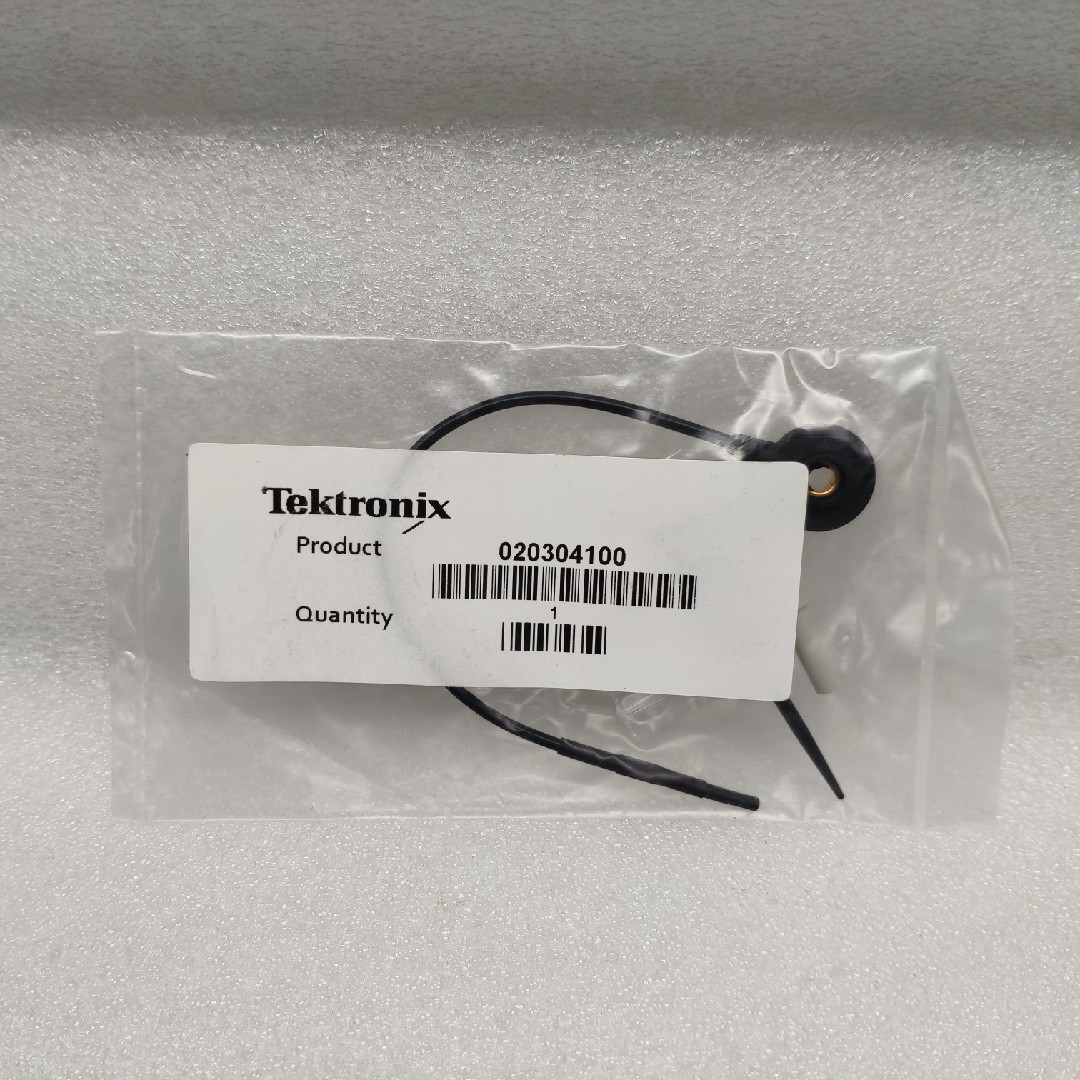 Tektronix
Product
020304100
Quantity
1